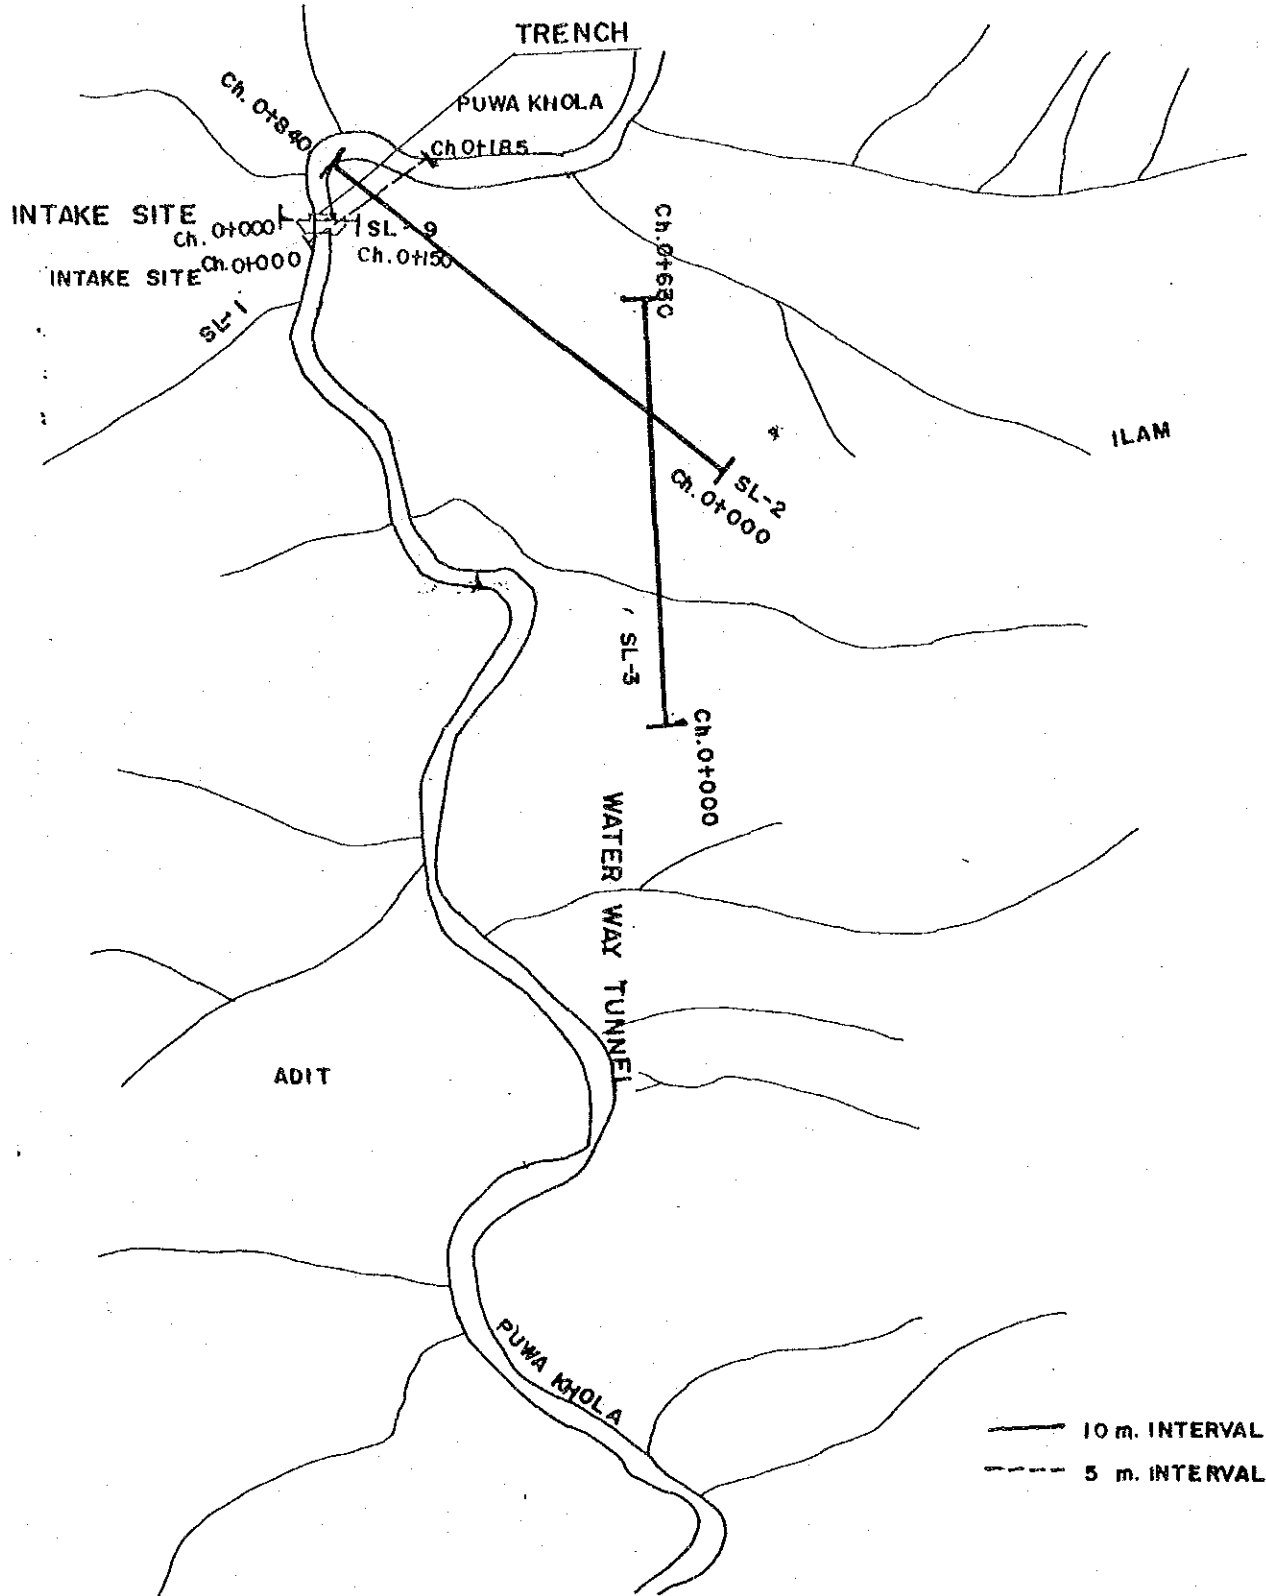 TRENCH
PUWA KHOLA
Ch. 0+840
Ch 0+185
INTAKE SITE
Ch. 0+000
SL-9
Ch. 0+150
INTAKE SITE
Ch. 0+000
SL-1
Ch. 0+630
ILAM
SL-2
Ch. 0+000
SL-3
Ch. 0+000
WATER WAY TUNNEL
ADIT
PUWA KHOLA
10 m. INTERVAL
5 m. INTERVAL